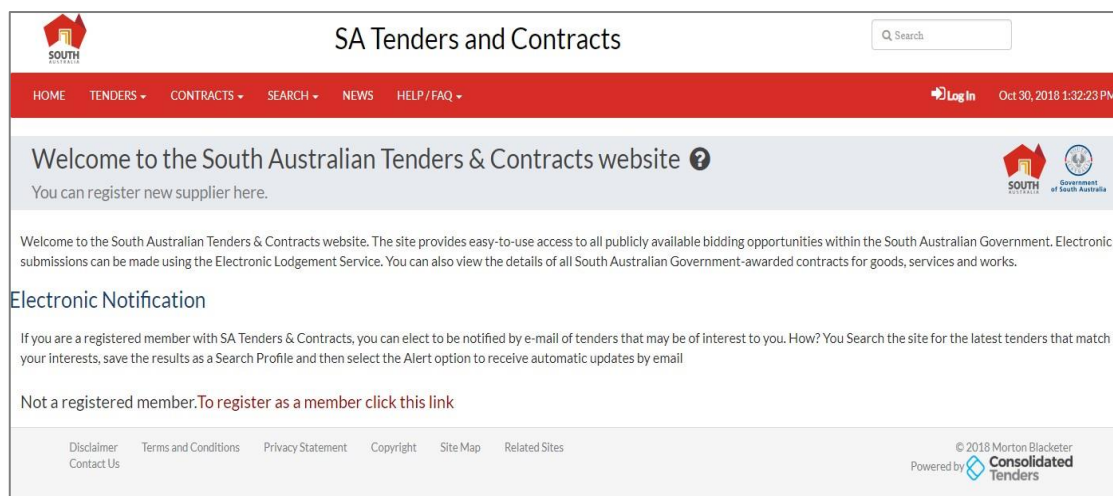 SOUTH
AUSTRALIA
SA Tenders and Contracts
Search
HOME TENDERS CONTRACTS SEARCH NEWS HELP / FAQ Log In Oct 30, 2018 1:32:23 PM
Welcome to the South Australian Tenders & Contracts website ?
You can register new supplier here.
SOUTH
AUSTRALIA
Government
of South Australia
Welcome to the South Australian Tenders & Contracts website. The site provides easy-to-use access to all publicly available bidding opportunities within the South Australian Government. Electronic
submissions can be made using the Electronic Lodgement Service. You can also view the details of all South Australian Government-awarded contracts for goods, services and works.
Electronic Notification
If you are a registered member with SA Tenders & Contracts, you can elect to be notified by e-mail of tenders that may be of interest to you. How? You Search the site for the latest tenders that match
your interests, save the results as a Search Profile and then select the Alert option to receive automatic updates by email
Not a registered member.To register as a member click this link
Disclaimer Terms and Conditions Privacy Statement Copyright Site Map Related Sites
Contact Us
© 2018 Morton Blacketer
Powered by Consolidated
Tenders